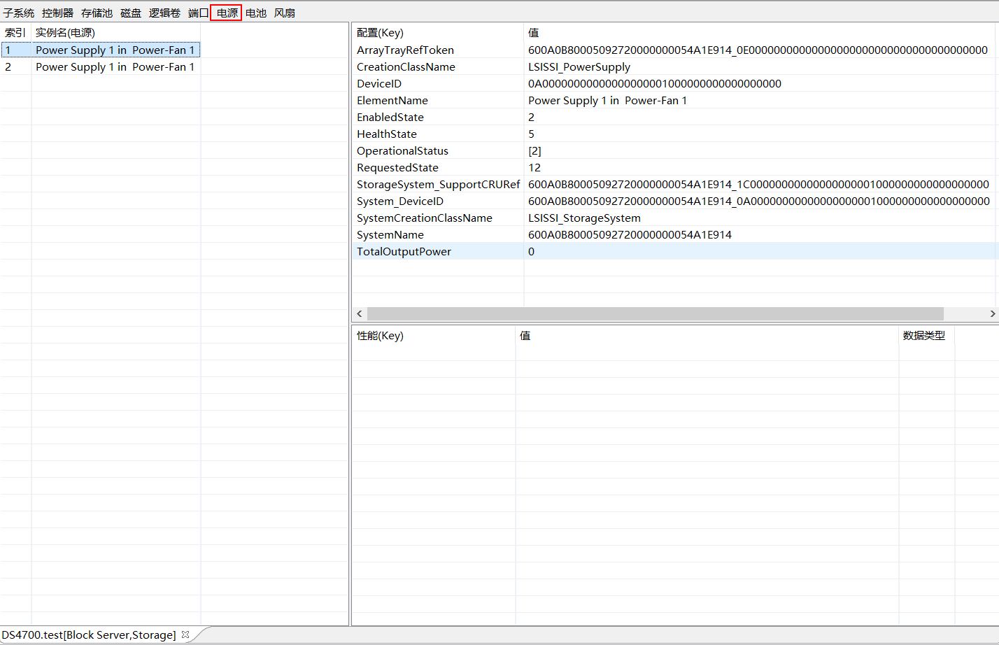 子系统 控制器 存储池 磁盘 逻辑卷 端口 电源 电池 风扇
索引 实例名(电源)
1 Power Supply 1 in  Power-Fan 1
2 Power Supply 1 in  Power-Fan 1
配置(Key) 值
ArrayTrayRefToken 600A0B80005092720000000054A1E914_0E00000000000000000000000000000000000000
CreationClassName LSISSI_PowerSupply
DeviceID 0A00000000000000000001000000000000000000
ElementName Power Supply 1 in  Power-Fan 1
EnabledState 2
HealthState 5
OperationalStatus [2]
RequestedState 12
StorageSystem_SupportCRURef 600A0B80005092720000000054A1E914_1C00000000000000000001000000000000000000
System_DeviceID 600A0B80005092720000000054A1E914_0A00000000000000000001000000000000000000
SystemCreationClassName LSISSI_StorageSystem
SystemName 600A0B80005092720000000054A1E914
TotalOutputPower 0
性能(Key) 值 数据类型
DS4700.test[Block Server,Storage]